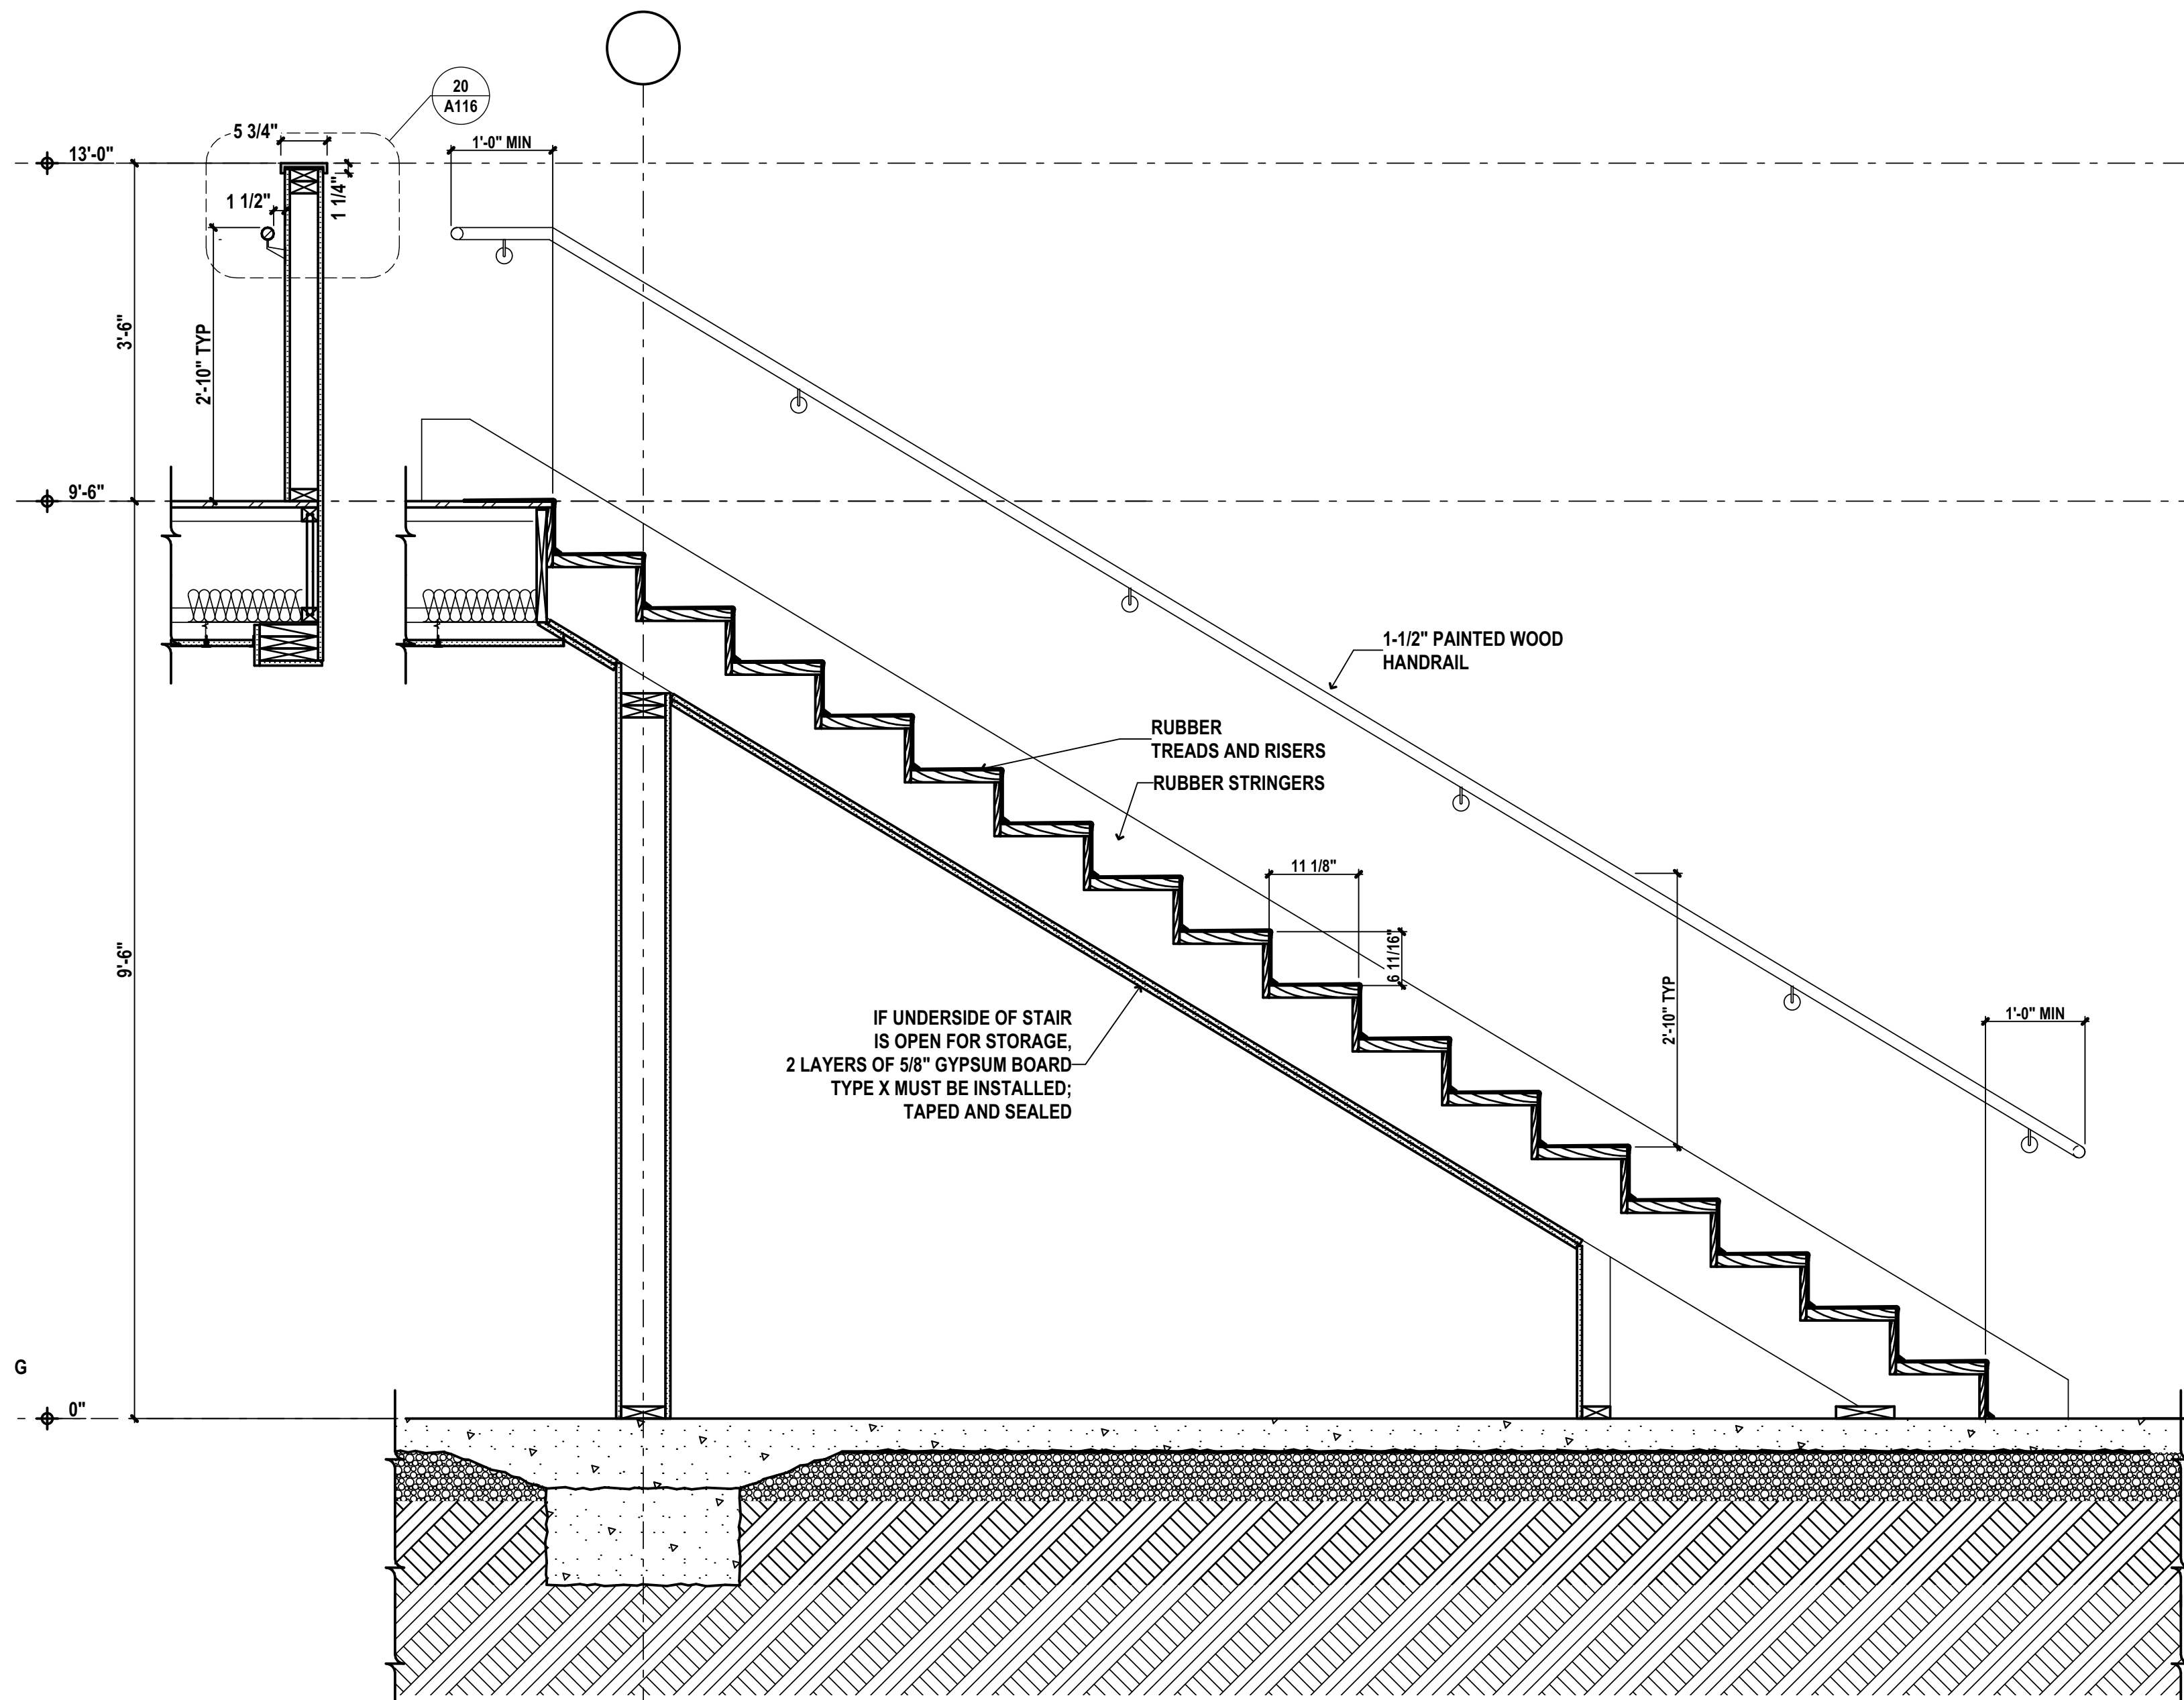 20
A116
5 3/4"
1'-0" MIN
13'-0"
1 1/2"
1 1/4"
3'-6"
2'-10" TYP
9'-6"
1-1/2" PAINTED WOOD
HANDRAIL
RUBBER
TREADS AND RISERS
RUBBER STRINGERS
11 1/8"
6 11/16"
9'-6"
2'-10" TYP
1'-0" MIN
IF UNDERSIDE OF STAIR
IS OPEN FOR STORAGE,
2 LAYERS OF 5/8" GYPSUM BOARD
TYPE X MUST BE INSTALLED;
TAPED AND SEALED
G
0"